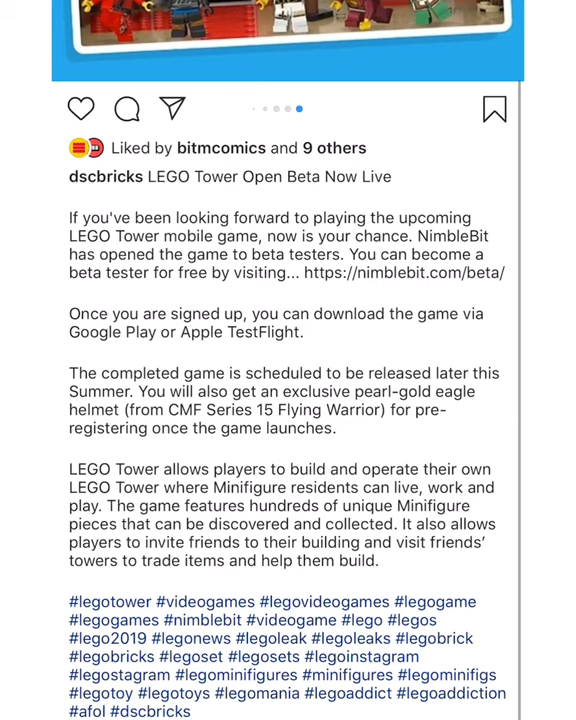 Liked by bitmcomics and 9 others
dscbricks LEGO Tower Open Beta Now Live
If you've been looking forward to playing the upcoming
LEGO Tower mobile game, now is your chance. NimbleBit
has opened the game to beta testers. You can become a
beta tester for free by visiting... https://nimblebit.com/beta/
Once you are signed up, you can download the game via
Google Play or Apple TestFlight.
The completed game is scheduled to be released later this
Summer. You will also get an exclusive pearl-gold eagle
helmet (from CMF Series 15 Flying Warrior) for pre-
registering once the game launches.
LEGO Tower allows players to build and operate their own
LEGO Tower where Minifigure residents can live, work and
play. The game features hundreds of unique Minifigure
pieces that can be discovered and collected. It also allows
players to invite friends to their building and visit friends’
towers to trade items and help them build.
#legotower #videogames #legovideogames #legogame
#legogames #nimblebit #videogame #lego #legos
#lego2019 #legonews #legoleak #legoleaks #legobrick
#legobricks #legoset #legosets #legoinstagram
#legostagram #legominifigures #minifigures #legominifigs
#legotoy #legotoys #legomania #legoaddict #legoaddiction
#afol #dscbricks